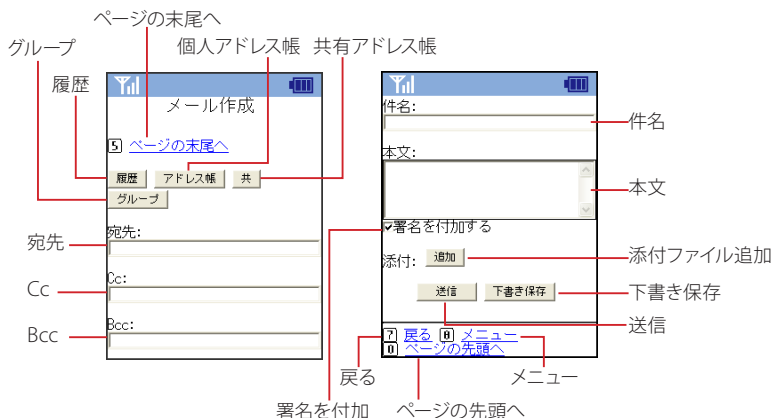 ページの末尾へ
グループ
個人アドレス帳
共有アドレス帳
履歴
メール作成
5 ページの末尾へ
履歴 アドレス帳 共
グループ
宛先:
宛先
Cc:
Cc
Bcc:
Bcc
件名:
件名
本文:
本文
署名を付加する
添付: 追加
添付ファイル追加
送信 下書き保存
下書き保存
送信
7 戻る 8 メニュー
0 ページの先頭へ
戻る
メニュー
署名を付加
ページの先頭へ